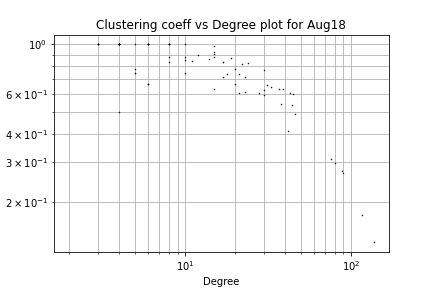 Clustering coeff vs Degree plot for Aug18
10⁰
6 × 10⁻¹
4 × 10⁻¹
3 × 10⁻¹
2 × 10⁻¹
10¹
10²
Degree